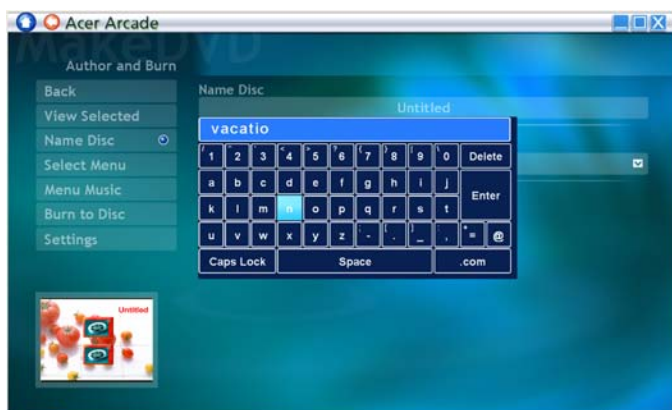 Acer Arcade
MakeDVD
Author and Burn
Back
View Selected
Name Disc
Select Menu
Menu Music
Burn to Disc
Settings
Untitled
Name Disc
Untitled
vacatio
1 2 3 4 5 6 7 8 9 0 Delete
a b c d e f g h i j
Enter
k l m n o p q r s t
u v w x y z - . _ , = @
Caps Lock Space .com